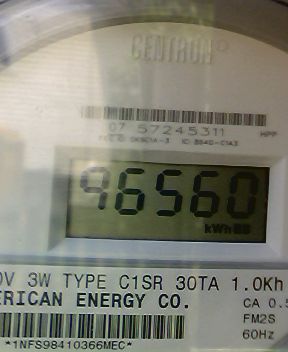 CENTRON
07 57245311 HPP
96560
kWh
0V 3W TYPE C1SR 30TA 1.0Kh
ERICAN ENERGY CO. CA 0.5
FM2S
60Hz
*1NFS98410366MEC*